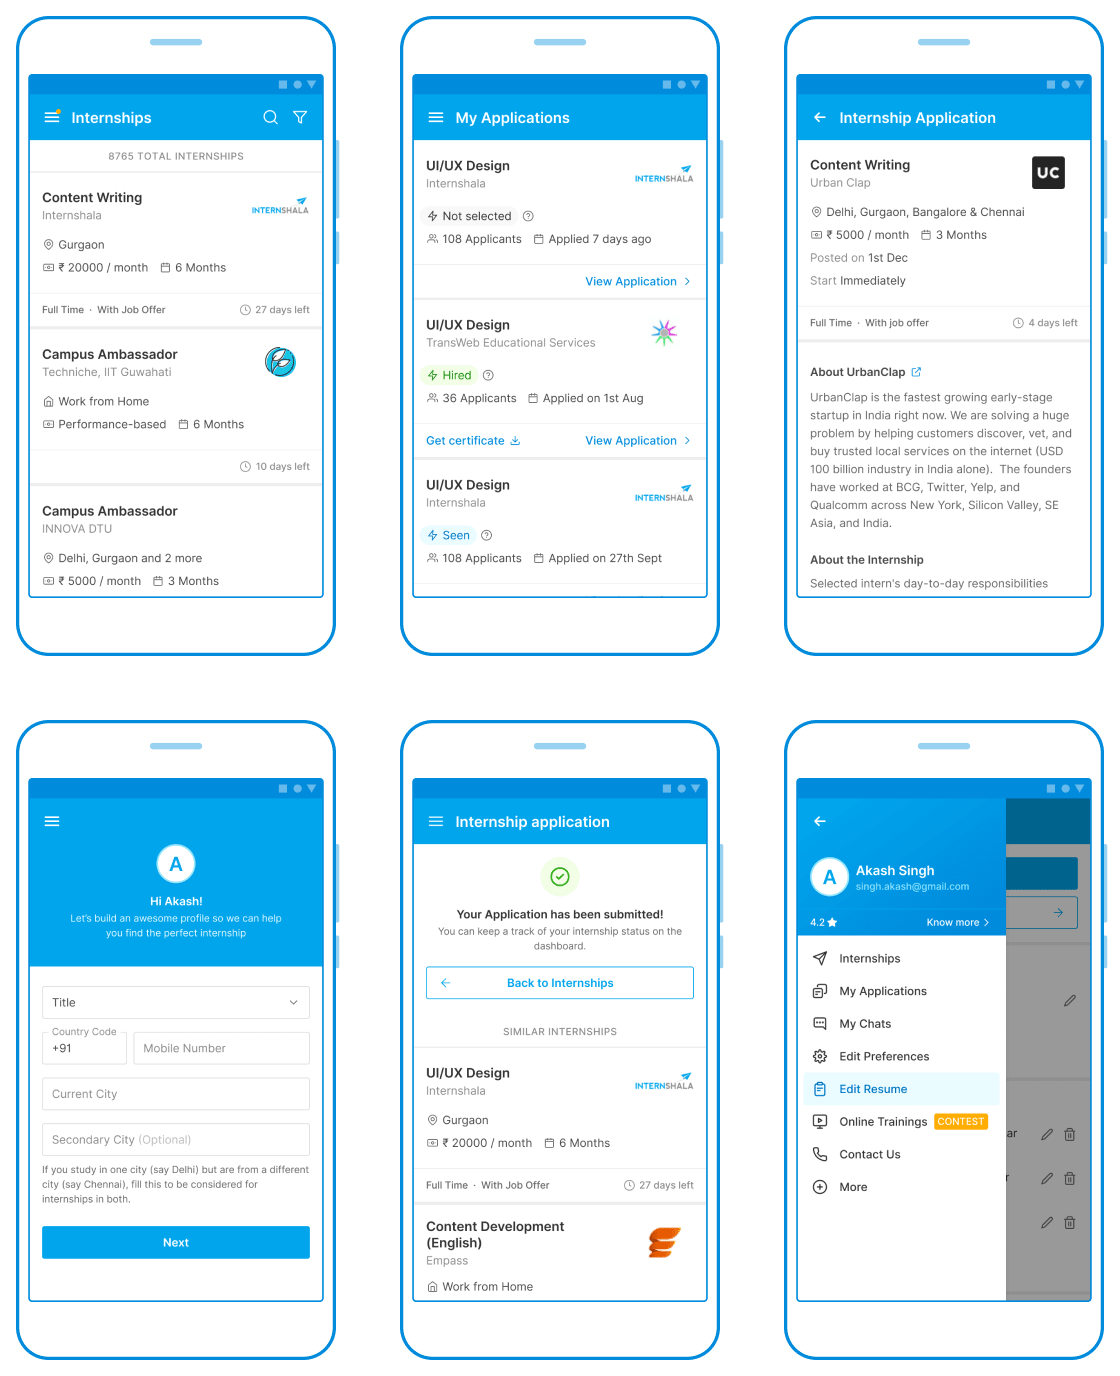 Internships
8765 TOTAL INTERNSHIPS
Content Writing
Internshala
INTERNSHALA
Gurgaon
₹ 20000 / month 6 Months
Full Time · With Job Offer 27 days left
Campus Ambassador
Techniche, IIT Guwahati
Work from Home
Performance-based 6 Months
10 days left
Campus Ambassador
INNOVA DTU
Delhi, Gurgaon and 2 more
₹ 5000 / month 3 Months
My Applications
UI/UX Design
Internshala
INTERNSHALA
Not selected
108 Applicants Applied 7 days ago
View Application
UI/UX Design
TransWeb Educational Services
Hired
36 Applicants Applied on 1st Aug
Get certificate View Application
UI/UX Design
Internshala
INTERNSHALA
Seen
108 Applicants Applied on 27th Sept
Internship Application
Content Writing
Urban Clap
UC
Delhi, Gurgaon, Bangalore & Chennai
₹ 5000 / month 3 Months
Posted on 1st Dec
Start Immediately
Full Time · With job offer 4 days left
About UrbanClap
UrbanClap is the fastest growing early-stage
startup in India right now. We are solving a huge
problem by helping customers discover, vet, and
buy trusted local services on the internet (USD
100 billion industry in India alone). The founders
have worked at BCG, Twitter, Yelp, and
Qualcomm across New York, Silicon Valley, SE
Asia, and India.
About the Internship
Selected intern's day-to-day responsibilities
A
Hi Akash!
Let's build an awesome profile so we can help
you find the perfect internship
Title
Country Code
+91
Mobile Number
Current City
Secondary City (Optional)
If you study in one city (say Delhi) but are from a different
city (say Chennai), fill this to be considered for
internships in both.
Next
Internship application
Your Application has been submitted!
You can keep a track of your internship status on the
dashboard.
Back to Internships
SIMILAR INTERNSHIPS
UI/UX Design
Internshala
INTERNSHALA
Gurgaon
₹ 20000 / month 6 Months
Full Time · With Job Offer 27 days left
Content Development
(English)
Empass
Work from Home
A
Akash Singh
singh.akash@gmail.com
4.2 Know more
Internships
My Applications
My Chats
Edit Preferences
Edit Resume
Online Trainings CONTEST
Contact Us
More
ar
r